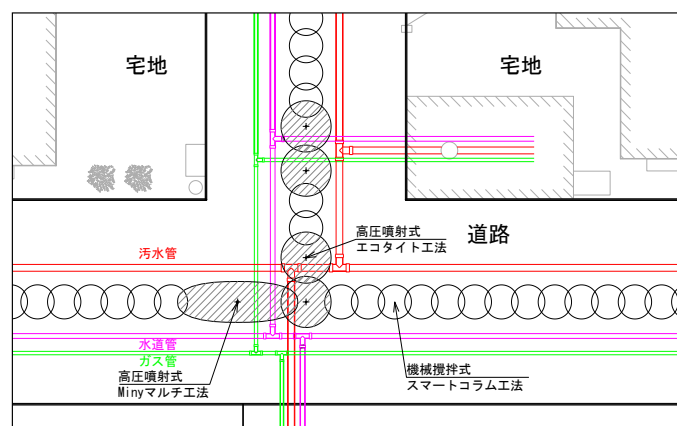 宅地
宅地
道路
高圧噴射式
エコタイト工法
汚水管
水道管
ガス管
高圧噴射式
Minyマルチ工法
機械攪拌式
スマートコラム工法